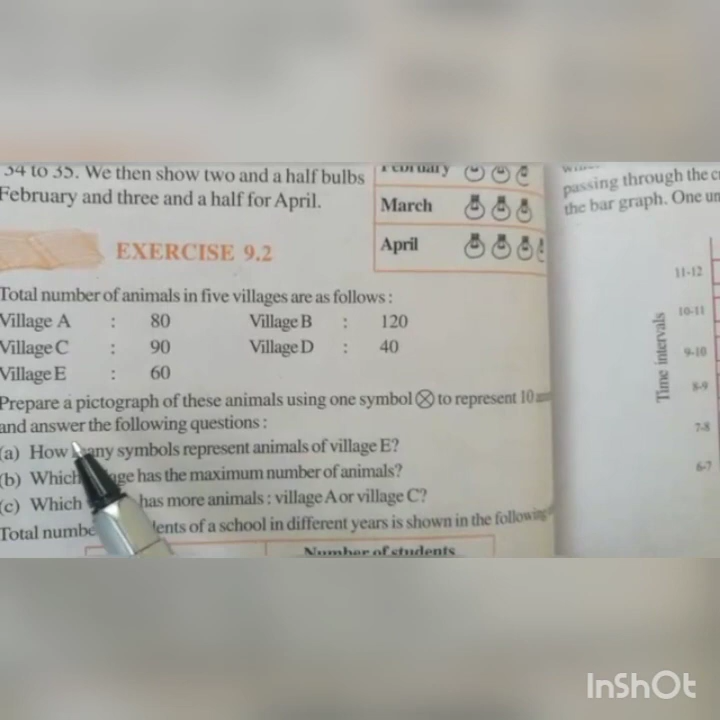 34 to 35. We then show two and a half bulbs
February and three and a half for April.
February
March
April
EXERCISE 9.2
Total number of animals in five villages are as follows :
Village A : 80 Village B : 120
Village C : 90 Village D : 40
Village E : 60
Prepare a pictograph of these animals using one symbol ⊗ to represent 10
and answer the following questions :
(a) How any symbols represent animals of village E?
(b) Which age has the maximum number of animals?
(c) Which has more animals : village A or village C?
Total numbe dents of a school in different years is shown in the following
Number of students
passing through the
the bar graph. One
Time intervals
11-12
10-11
9-10
8-9
7-8
6-7
InShOt